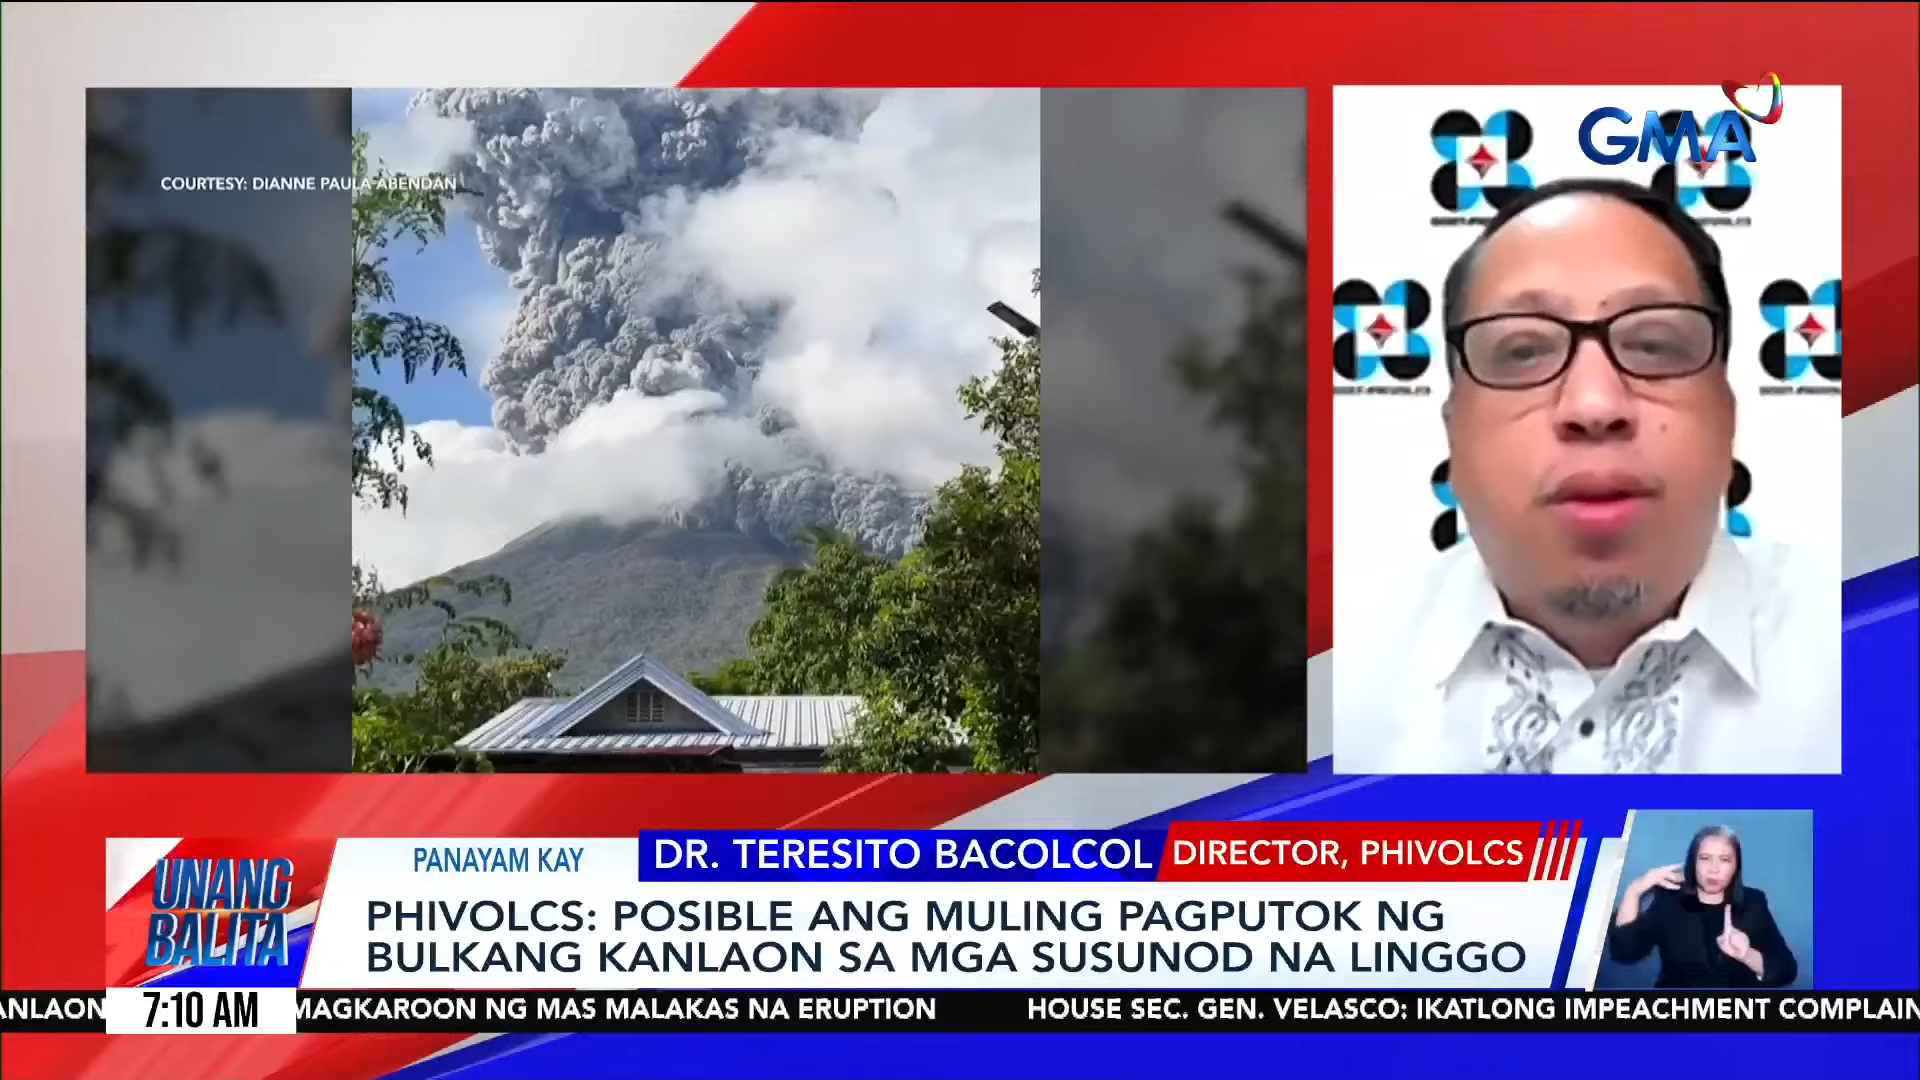 COURTESY: DIANNE PAULA ABENDAN
GMA
PANAYAM KAY
DR. TERESITO BACOLCOL
DIRECTOR, PHIVOLCS
UNANG
BALITA
PHIVOLCS: POSIBLE ANG MULING PAGPUTOK NG
BULKANG KANLAON SA MGA SUSUNOD NA LINGGO
7:10 AM
ANLAON
MAGKAROON NG MAS MALAKAS NA ERUPTION
HOUSE SEC. GEN. VELASCO: IKATLONG IMPEACHMENT COMPLAIN